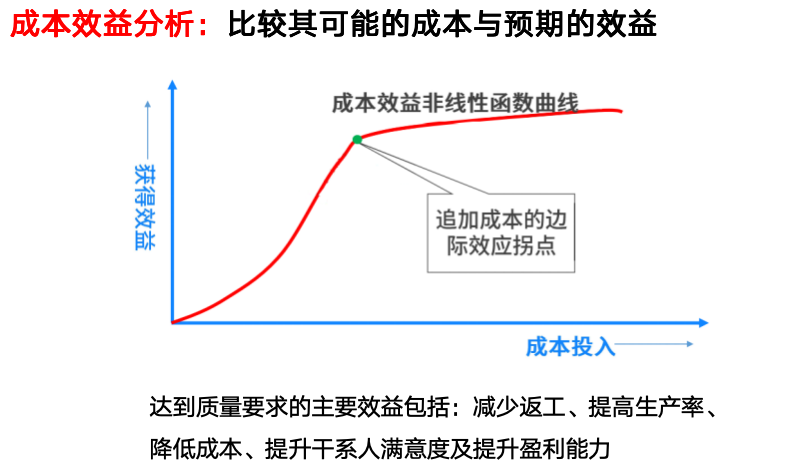 成本效益分析：比较其可能的成本与预期的效益
成本效益非线性函数曲线
获得效益
追加成本的边
际效应拐点
成本投入
达到质量要求的主要效益包括：减少返工、提高生产率、
降低成本、提升干系人满意度及提升盈利能力